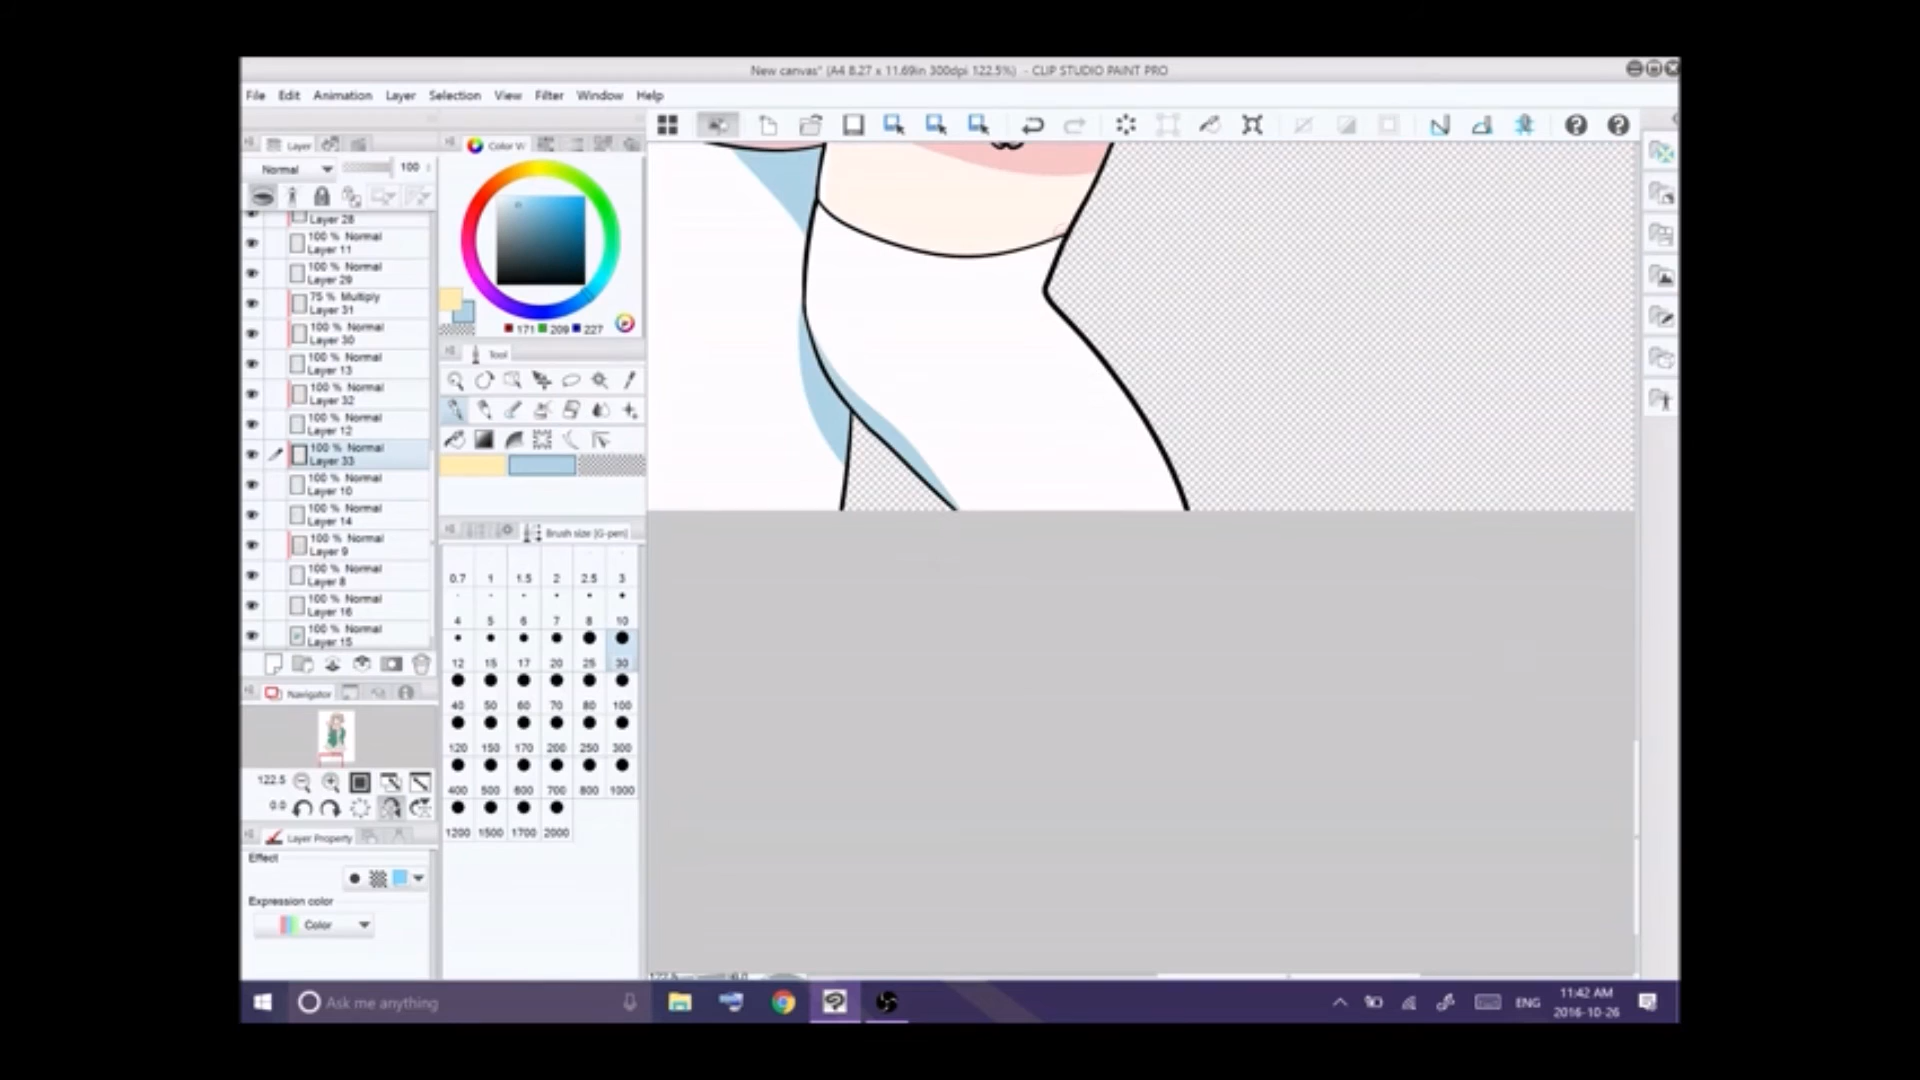 New canvas* (A4 8.27 x 11.69in 300dpi 122.5%) - CLIP STUDIO PAINT PRO
File Edit Animation Layer Selection View Filter Window Help
Layer
Color W
Normal 100
Layer 28
100 % Normal
Layer 11
100 % Normal
Layer 29
75 % Multiply
Layer 31
100 % Normal
Layer 30
100 % Normal
Layer 13
100 % Normal
Layer 32
100 % Normal
Layer 12
100 % Normal
Layer 33
100 % Normal
Layer 10
100 % Normal
Layer 14
100 % Normal
Layer 9
100 % Normal
Layer 8
100 % Normal
Layer 16
100 % Normal
Layer 15
171 209 227
Tool
Brush size [G-pen]
0.7 1 1.5 2 2.5 3
4 5 6 7 8 10
12 15 17 20 25 30
40 50 60 70 80 100
120 150 170 200 250 300
400 500 600 700 800 1000
1200 1500 1700 2000
Navigator
122.5
0.0
Layer Property
Effect
Expression color
Color
Ask me anything
ENG
11:42 AM
2016-10-26